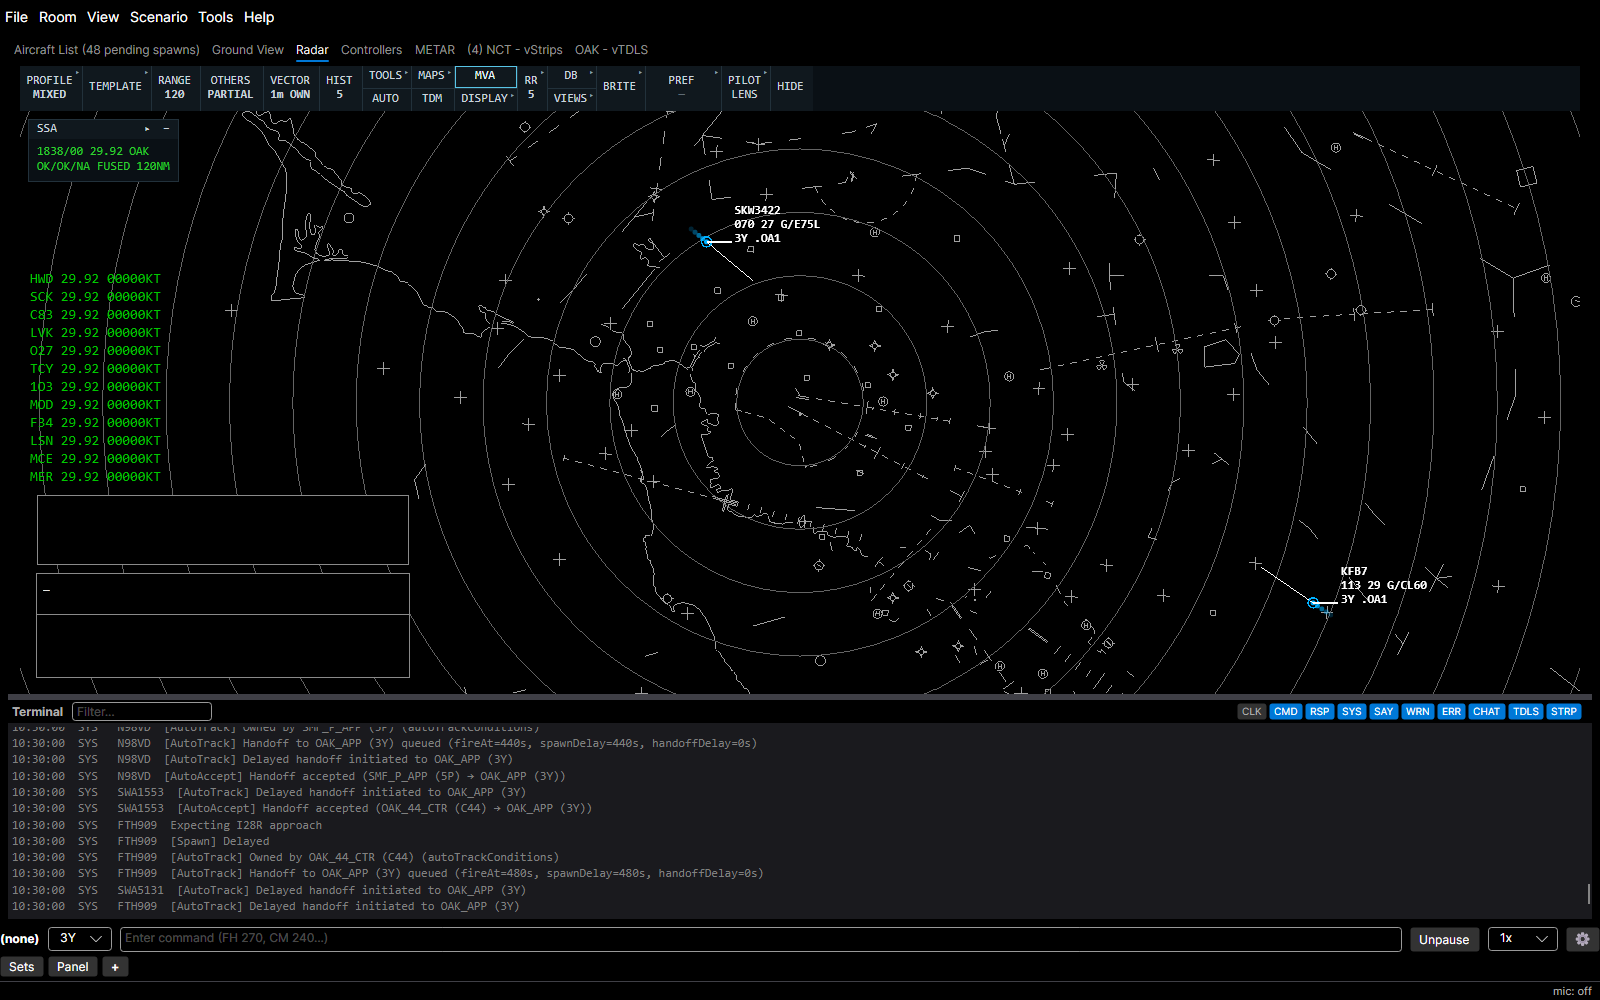 File Room View Scenario Tools Help
Aircraft List (48 pending spawns) Ground View Radar Controllers METAR (4) NCT - vStrips OAK - vTDLS
PROFILE MIXED
TEMPLATE
RANGE 120
OTHERS PARTIAL
VECTOR 1m OWN
HIST 5
TOOLS
AUTO
MAPS
TDM
MVA
DISPLAY
RR 5
DB
VIEWS
BRITE
PREF —
PILOT LENS
HIDE
SSA
1838/00 29.92 OAK
OK/OK/NA FUSED 120NM
SKW3422
070 27 G/E75L
3Y .OA1
HWD 29.92 00000KT
SCK 29.92 00000KT
C83 29.92 00000KT
LVK 29.92 00000KT
O27 29.92 00000KT
TCY 29.92 00000KT
1O3 29.92 00000KT
MOD 29.92 00000KT
F34 29.92 00000KT
LSN 29.92 00000KT
MCE 29.92 00000KT
MER 29.92 00000KT
KFB7
113 29 G/CL60
3Y .OA1
Terminal Filter... CLK CMD RSP SYS SAY WRN ERR CHAT TDLS STRP
10:30:00 SYS N98VD [AutoTrack] Owned by SMF_P_APP (5P) (autoTrackConditions)
10:30:00 SYS N98VD [AutoTrack] Handoff to OAK_APP (3Y) queued (fireAt=440s, spawnDelay=440s, handoffDelay=0s)
10:30:00 SYS N98VD [AutoTrack] Delayed handoff initiated to OAK_APP (3Y)
10:30:00 SYS N98VD [AutoAccept] Handoff accepted (SMF_P_APP (5P) → OAK_APP (3Y))
10:30:00 SYS SWA1553 [AutoTrack] Delayed handoff initiated to OAK_APP (3Y)
10:30:00 SYS SWA1553 [AutoAccept] Handoff accepted (OAK_44_CTR (C44) → OAK_APP (3Y))
10:30:00 SYS FTH909 Expecting I28R approach
10:30:00 SYS FTH909 [Spawn] Delayed
10:30:00 SYS FTH909 [AutoTrack] Owned by OAK_44_CTR (C44) (autoTrackConditions)
10:30:00 SYS FTH909 [AutoTrack] Handoff to OAK_APP (3Y) queued (fireAt=480s, spawnDelay=480s, handoffDelay=0s)
10:30:00 SYS SWA5131 [AutoTrack] Delayed handoff initiated to OAK_APP (3Y)
10:30:00 SYS FTH909 [AutoTrack] Delayed handoff initiated to OAK_APP (3Y)
(none) 3Y Enter command (FH 270, CM 240...) Unpause 1x
Sets Panel +
mic: off